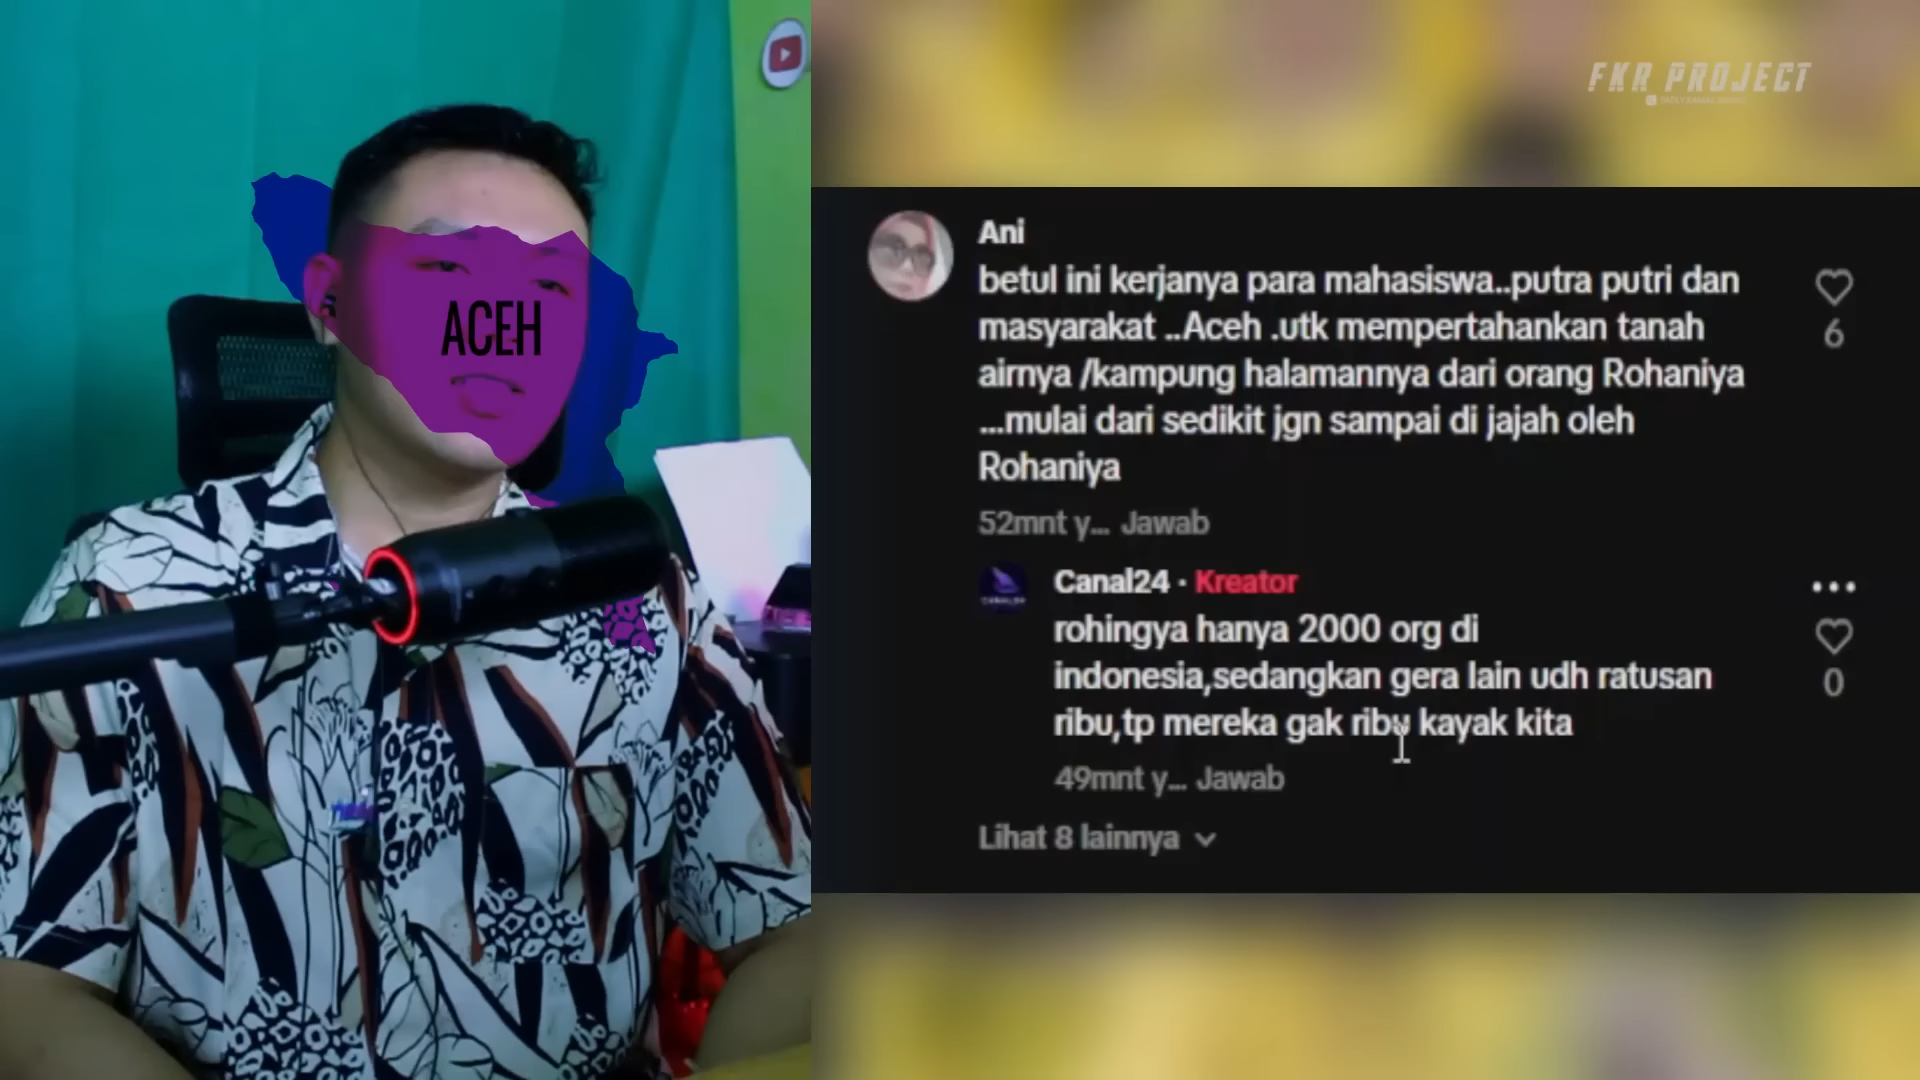 FKR PROJECT
ACEH
Ani
betul ini kerjanya para mahasiswa..putra putri dan
masyarakat ..Aceh .utk mempertahankan tanah
airnya /kampung halamannya dari orang Rohaniya
...mulai dari sedikit jgn sampai di jajah oleh
Rohaniya
6
52mnt y... Jawab
Canal24 · Kreator
rohingya hanya 2000 org di
indonesia,sedangkan gera lain udh ratusan
ribu,tp mereka gak ribu kayak kita
0
49mnt y... Jawab
Lihat 8 lainnya